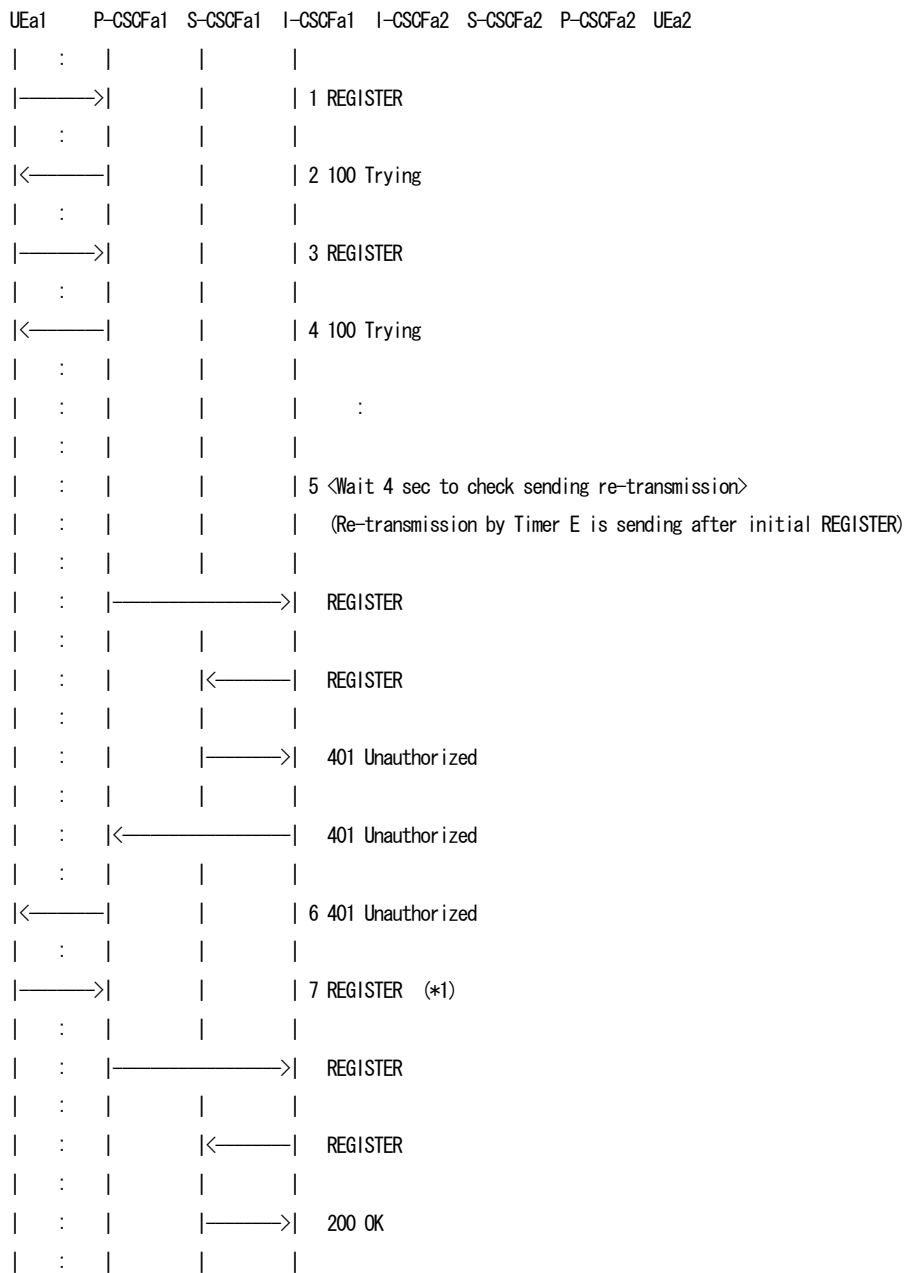 UEa1 P-CSCFa1 S-CSCFa1 I-CSCFa1 I-CSCFa2 S-CSCFa2 P-CSCFa2 UEa2
1 REGISTER
2 100 Trying
3 REGISTER
4 100 Trying
:
5 <Wait 4 sec to check sending re-transmission>
(Re-transmission by Timer E is sending after initial REGISTER)
REGISTER
REGISTER
401 Unauthorized
401 Unauthorized
6 401 Unauthorized
7 REGISTER (*1)
REGISTER
REGISTER
200 OK